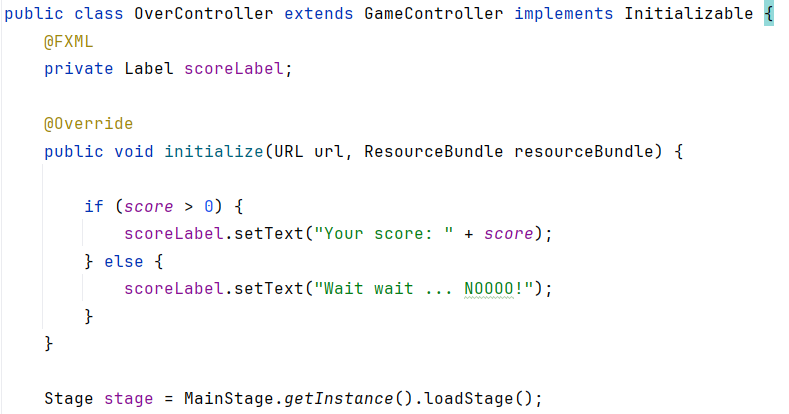 public class OverController extends GameController implements Initializable {
@FXML
private Label scoreLabel;
@Override
public void initialize(URL url, ResourceBundle resourceBundle) {
if (score > 0) {
scoreLabel.setText("Your score: " + score);
} else {
scoreLabel.setText("Wait wait ... NOOOO!");
}
}
Stage stage = MainStage.getInstance().loadStage();